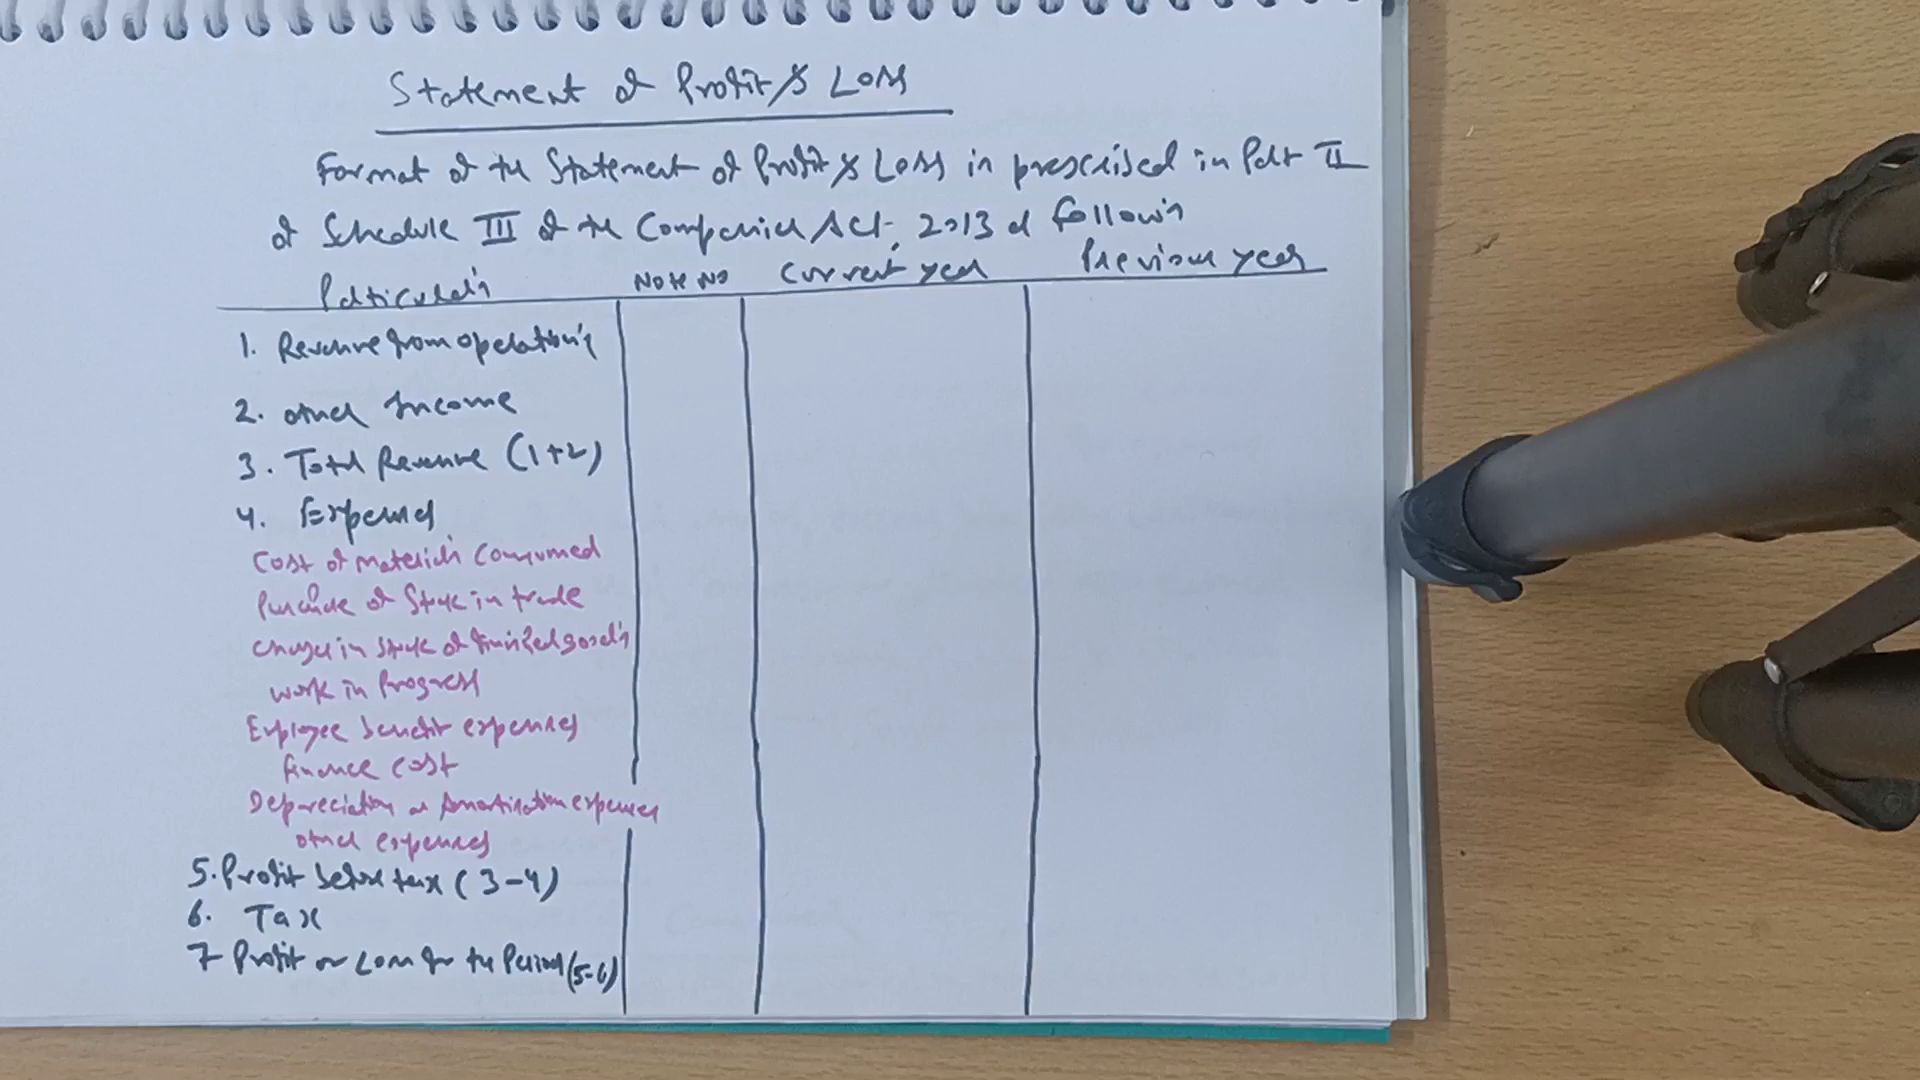 Statement of Profit & Loss
Format of the Statement of Profit & Loss in prescribed in Part II
of Schedule III of the Companies Act, 2013 as follows
Particulars Note No Current year Previous year
1. Revenue from operations
2. other Income
3. Total Revenue (1+2)
4. Expenses
Cost of materials Consumed
Purchase of Stock in trade
Changes in stock of finished goods
work in Progress
Employee benefit expenses
finance cost
Depreciation or Amortization expenses
other expenses
5. Profit before tax (3-4)
6. Tax
7 Profit or Loss for the Period (5-6)